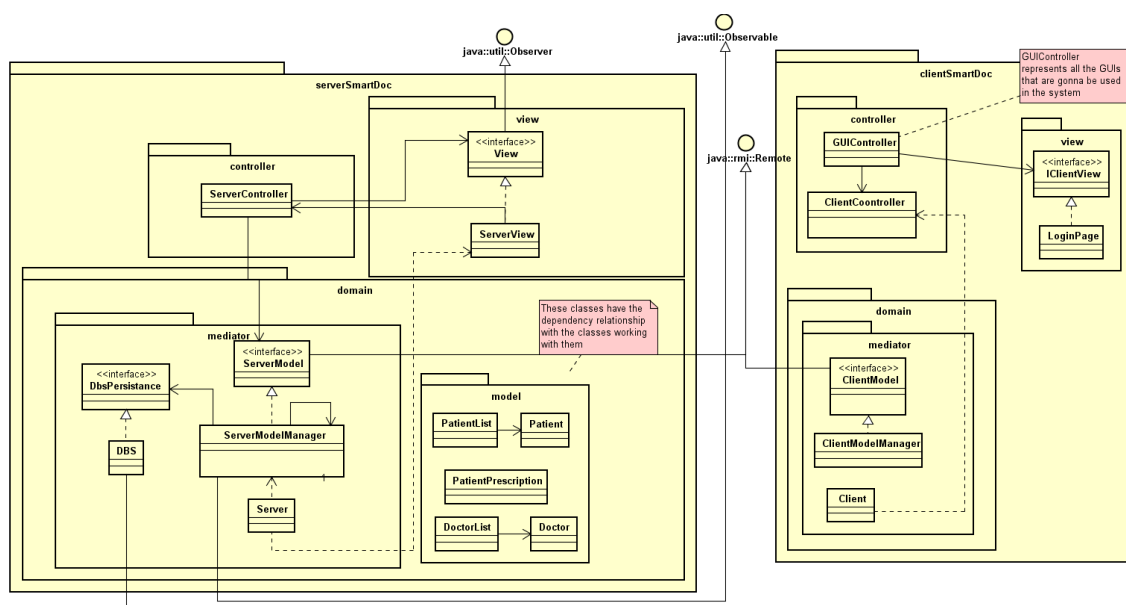 java::util::Observer
java::util::Observable
java::rmi::Remote
serverSmartDoc
view
<<interface>>
View
ServerView
controller
ServerController
domain
mediator
<<interface>>
ServerModel
<<interface>>
DbsPersistance
DBS
ServerModelManager
1
Server
These classes have the
dependency relationship
with the classes working
with them
model
PatientList
Patient
PatientPrescription
DoctorList
Doctor
clientSmartDoc
GUIController
represents all the GUIs
that are gonna be used
in the system
controller
GUIController
ClientCoontroller
view
<<interface>>
IClientView
LoginPage
domain
mediator
<<interface>>
ClientModel
ClientModelManager
Client